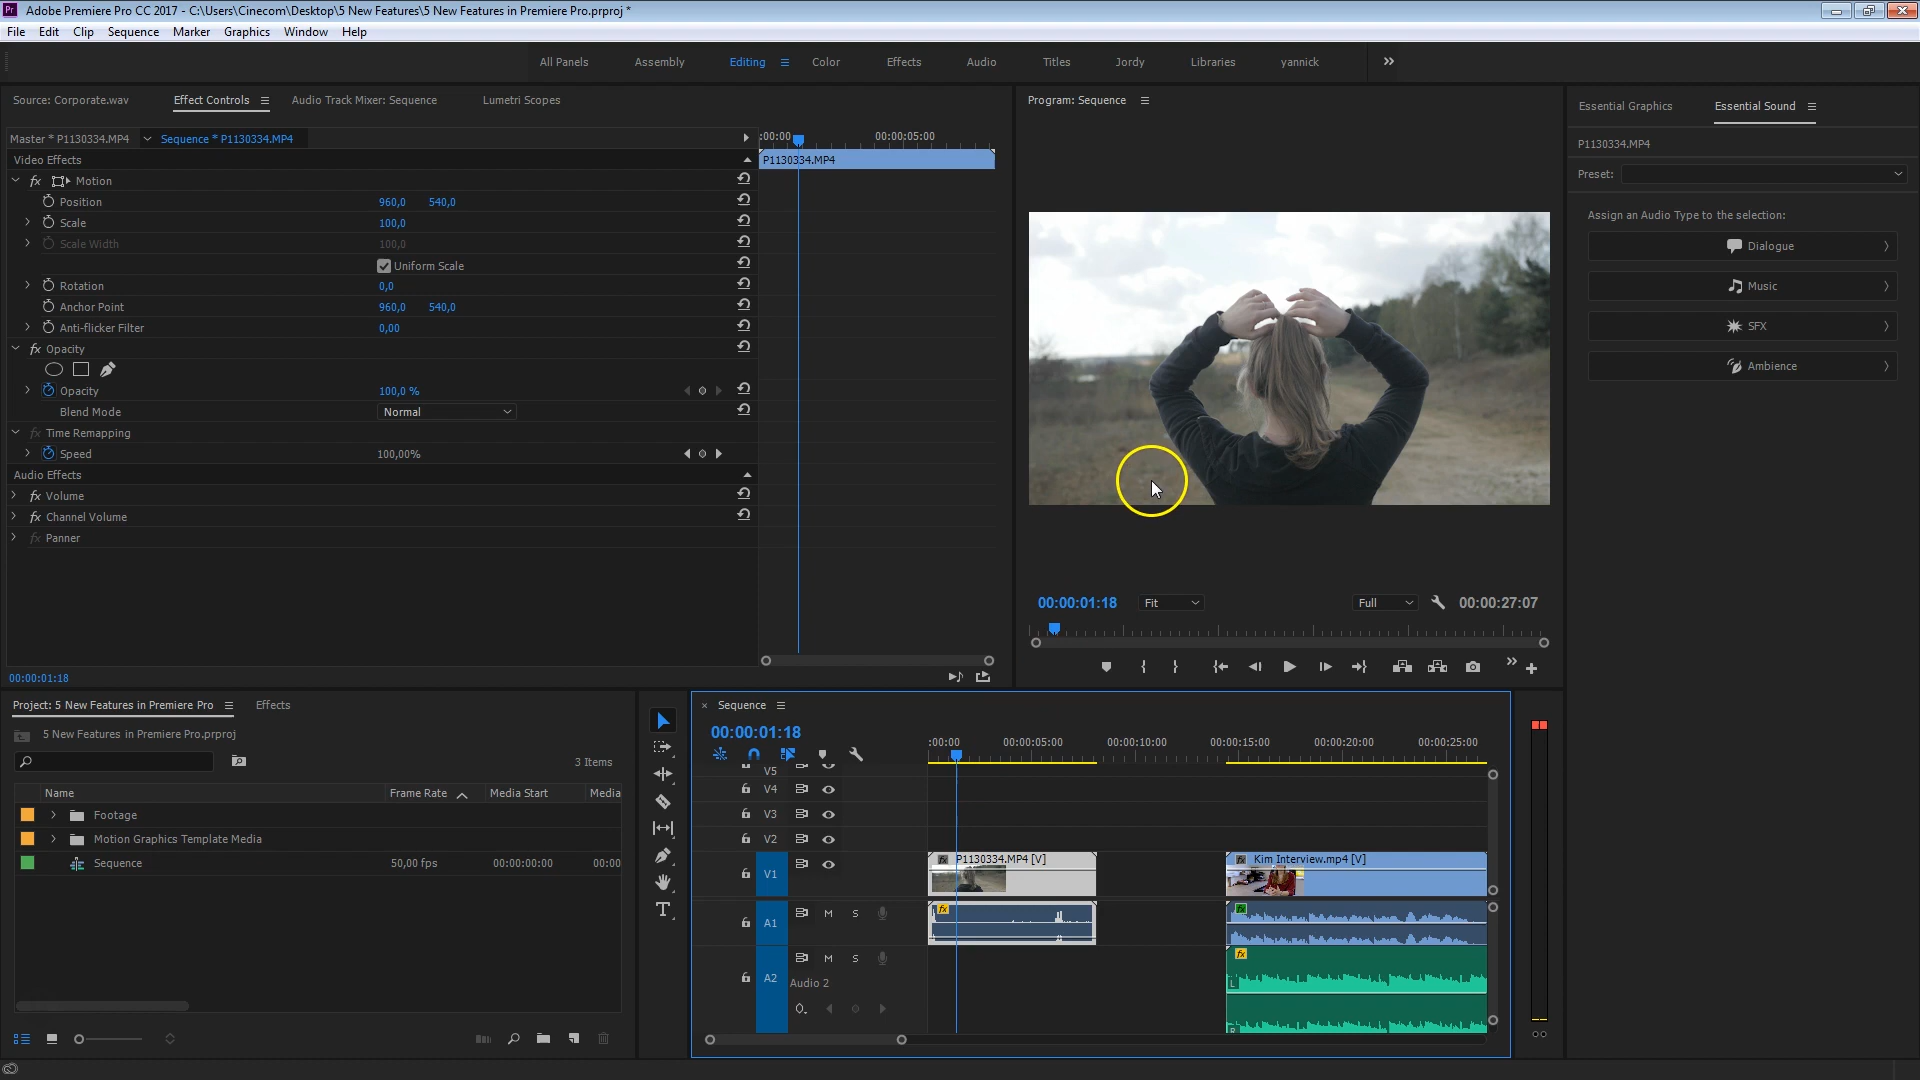 Adobe Premiere Pro CC 2017 - C:\Users\Cinecom\Desktop\5 New Features\5 New Features in Premiere Pro.prproj *
File Edit Clip Sequence Marker Graphics Window Help
All Panels Assembly Editing Color Effects Audio Titles Jordy Libraries yannick
Source: Corporate.wav Effect Controls Audio Track Mixer: Sequence Lumetri Scopes
Master * P1130334.MP4 Sequence * P1130334.MP4
:00:00 00:00:05:00
P1130334.MP4
Video Effects
fx Motion
Position 960,0 540,0
Scale 100,0
Scale Width 100,0
Uniform Scale
Rotation 0,0
Anchor Point 960,0 540,0
Anti-flicker Filter 0,00
fx Opacity
Opacity 100,0 %
Blend Mode Normal
fx Time Remapping
Speed 100,00%
Audio Effects
fx Volume
fx Channel Volume
fx Panner
00:00:01:18
Program: Sequence
00:00:01:18 Fit Full 00:00:27:07
Essential Graphics Essential Sound
P1130334.MP4
Preset:
Assign an Audio Type to the selection:
Dialogue
Music
SFX
Ambience
Project: 5 New Features in Premiere Pro Effects
5 New Features in Premiere Pro.prproj
3 Items
Name Frame Rate Media Start Media
Footage
Motion Graphics Template Media
Sequence 50,00 fps 00:00:00:00 00:00
Sequence
00:00:01:18
:00:00 00:00:05:00 00:00:10:00 00:00:15:00 00:00:20:00 00:00:25:00
V5
V4
V3
V2
V1
fx P1130334.MP4 [V]
fx Kim Interview.mp4 [V]
A1 M S
fx
fx
A2 M S
Audio 2
fx
L
R